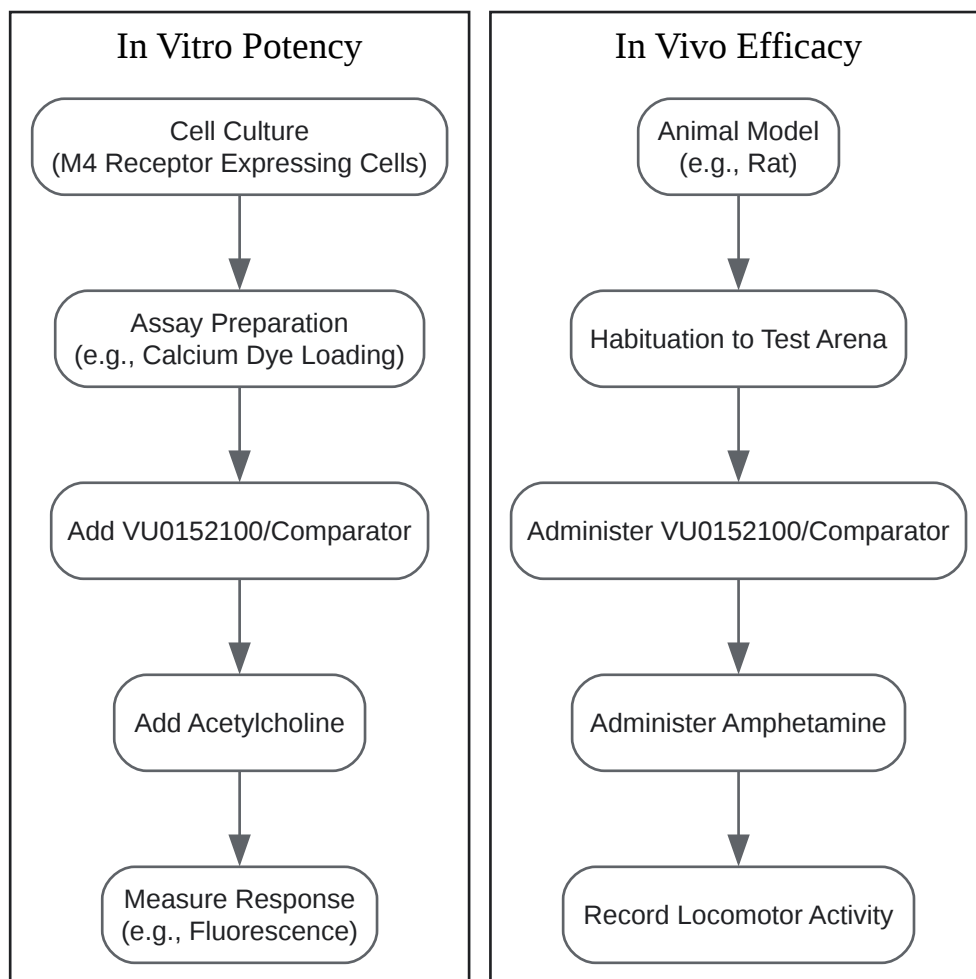 In Vitro Potency
Cell Culture
(M4 Receptor Expressing Cells)
Assay Preparation
(e.g., Calcium Dye Loading)
Add VU0152100/Comparator
Add Acetylcholine
Measure Response
(e.g., Fluorescence)
In Vivo Efficacy
Animal Model
(e.g., Rat)
Habituation to Test Arena
Administer VU0152100/Comparator
Administer Amphetamine
Record Locomotor Activity